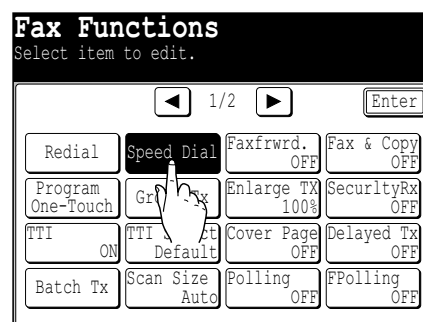 Fax Functions
Select item to edit.
1/2
Enter
Redial
Speed Dial
Faxfrwrd.
OFF
Fax & Copy
OFF
Program
One-Touch
Enlarge TX
100%
SecurltyRx
OFF
TTI
ON
TTI
Default
Cover Page
OFF
Delayed Tx
OFF
Batch Tx
Scan Size
Auto
Polling
OFF
FPolling
OFF